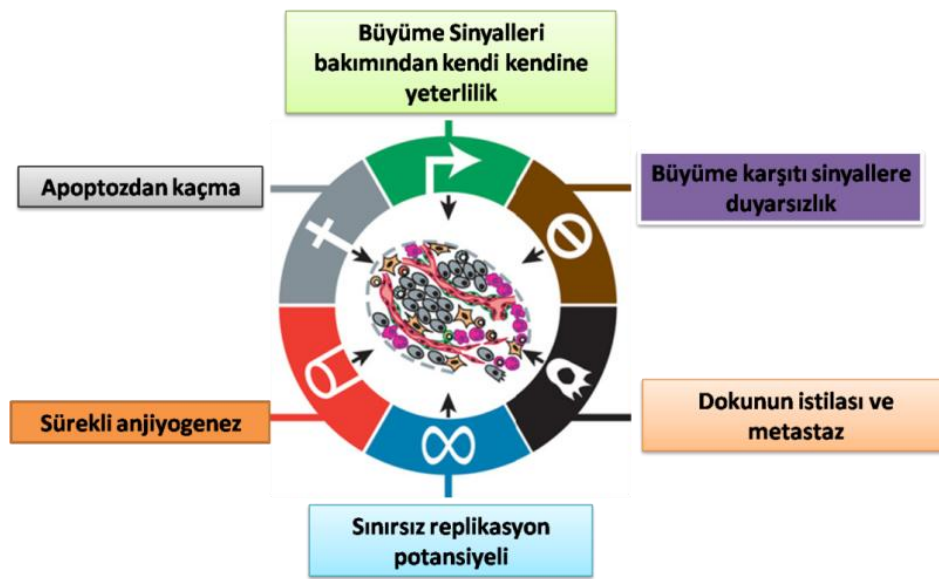 Büyüme Sinyalleri
bakımından kendi kendine
yeterlilik
Apoptozdan kaçma
Büyüme karşıtı sinyallere
duyarsızlık
Sürekli anjiyogenez
Dokunun istilası ve
metastaz
Sınırsız replikasyon
potansiyeli